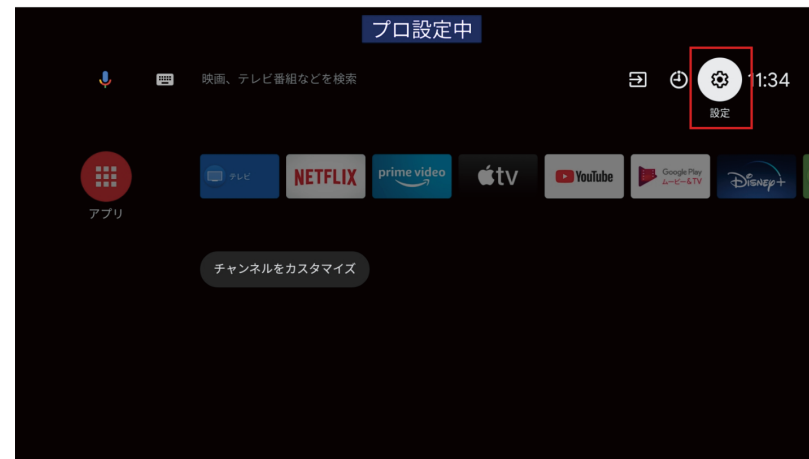 プロ設定中
映画、テレビ番組などを検索
11:34
設定
テレビ
NETFLIX
prime video
tv
YouTube
Google Play
ムービー&TV
Disney+
アプリ
チャンネルをカスタマイズ